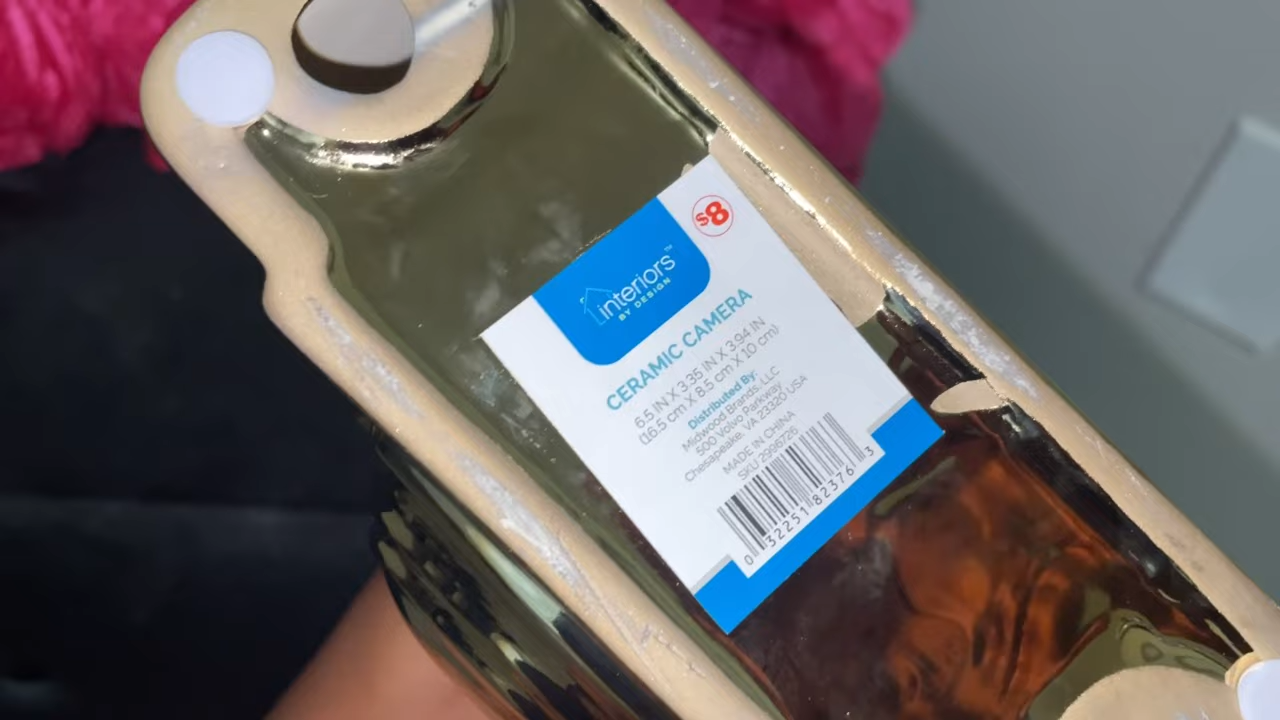 $8
interiors™
BY DESIGN
CERAMIC CAMERA
6.5 IN X 3.35 IN X 3.94 IN
(16.5 cm X 8.5 cm X 10 cm)
Distributed By:
Midwood Brands, LLC
500 Volvo Parkway
Chesapeake, VA 23320 USA
MADE IN CHINA
SKU 2996726
0 32251 82376 3